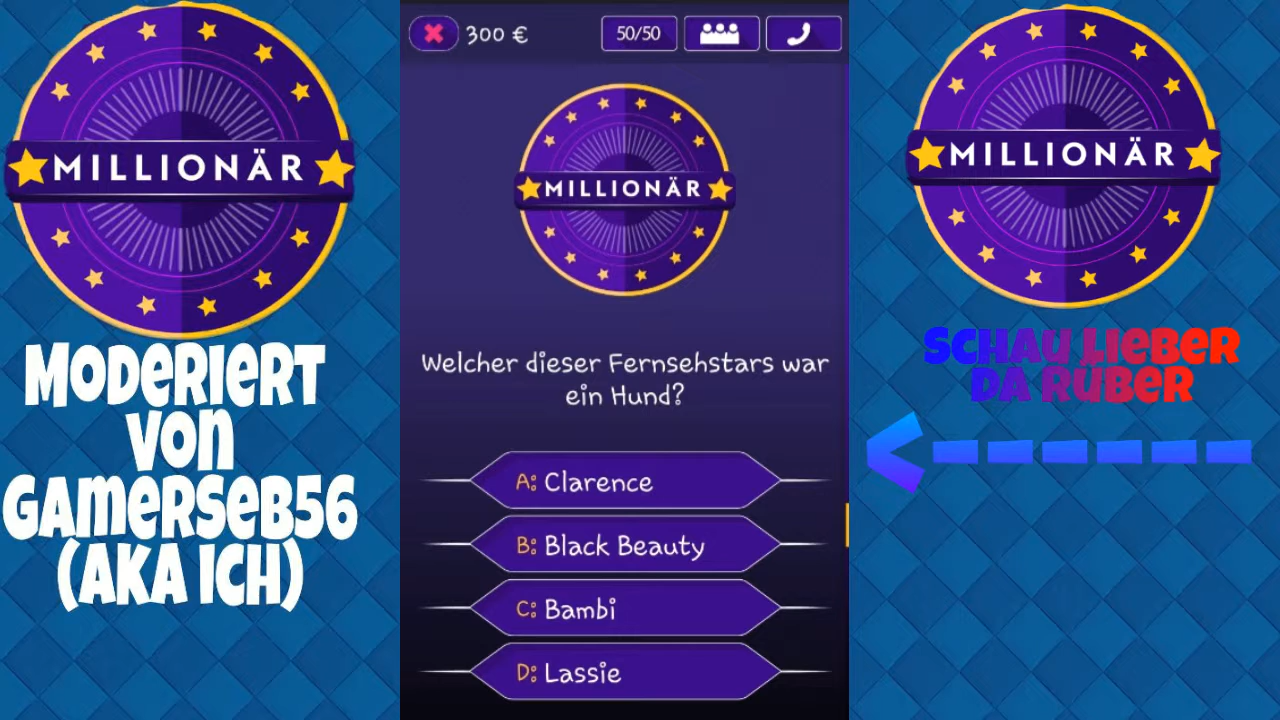 MILLIONÄR
Moderiert
von
Gamerseb56
(aka ich)
300 €
50/50
MILLIONÄR
Welcher dieser Fernsehstars war
ein Hund?
A: Clarence
B: Black Beauty
C: Bambi
D: Lassie
MILLIONÄR
Schau lieber
da rüber